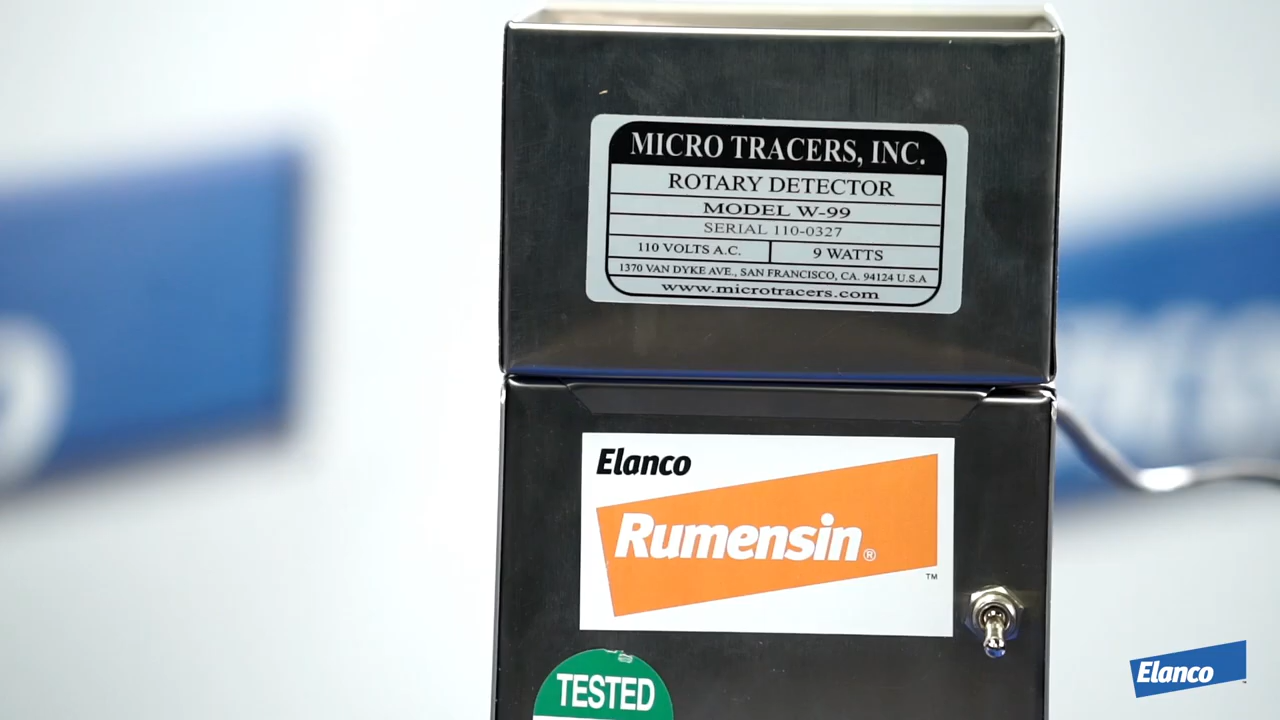 MICRO TRACERS, INC.
ROTARY DETECTOR
MODEL W-99
SERIAL 110-0327
110 VOLTS A.C. 9 WATTS
1370 VAN DYKE AVE., SAN FRANCISCO, CA. 94124 U.S.A
www.microtracers.com
Elanco
Rumensin®
™
TESTED
Elanco